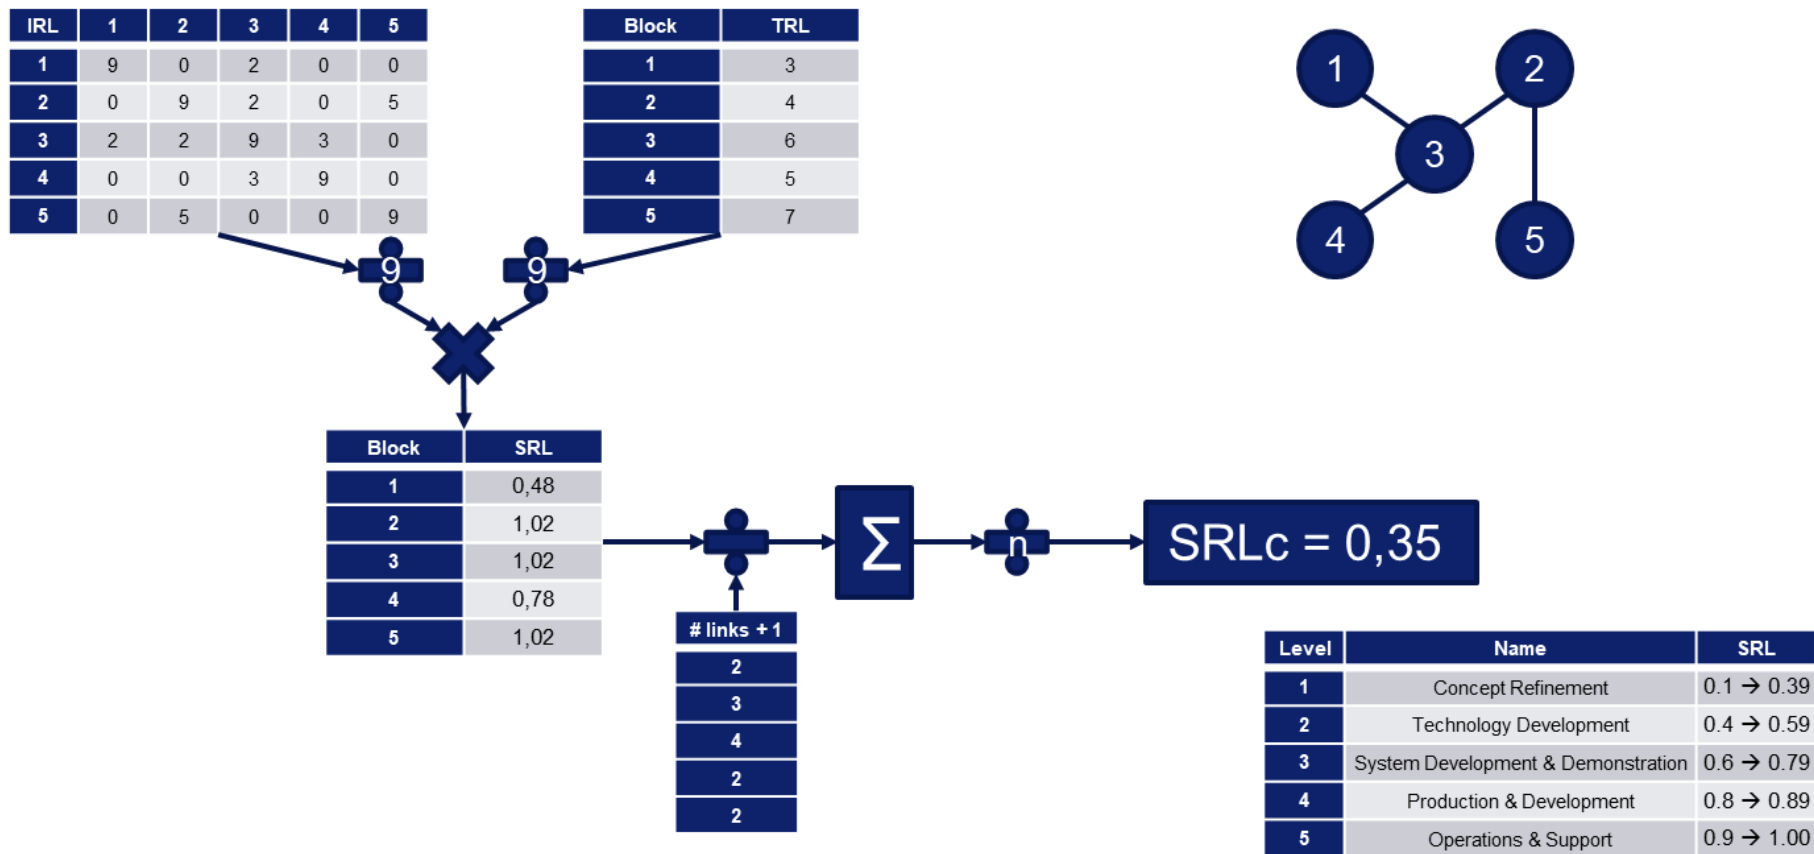 IRL 1 2 3 4 5
1 9 0 2 0 0
2 0 9 2 0 5
3 2 2 9 3 0
4 0 0 3 9 0
5 0 5 0 0 9
Block TRL
1 3
2 4
3 6
4 5
5 7
1
2
3
4
5
9
9
Block SRL
1 0,48
2 1,02
3 1,02
4 0,78
5 1,02
Σ
n
SRLc = 0,35
# links + 1
2
3
4
2
2
Level Name SRL
1 Concept Refinement 0.1 → 0.39
2 Technology Development 0.4 → 0.59
3 System Development & Demonstration 0.6 → 0.79
4 Production & Development 0.8 → 0.89
5 Operations & Support 0.9 → 1.00